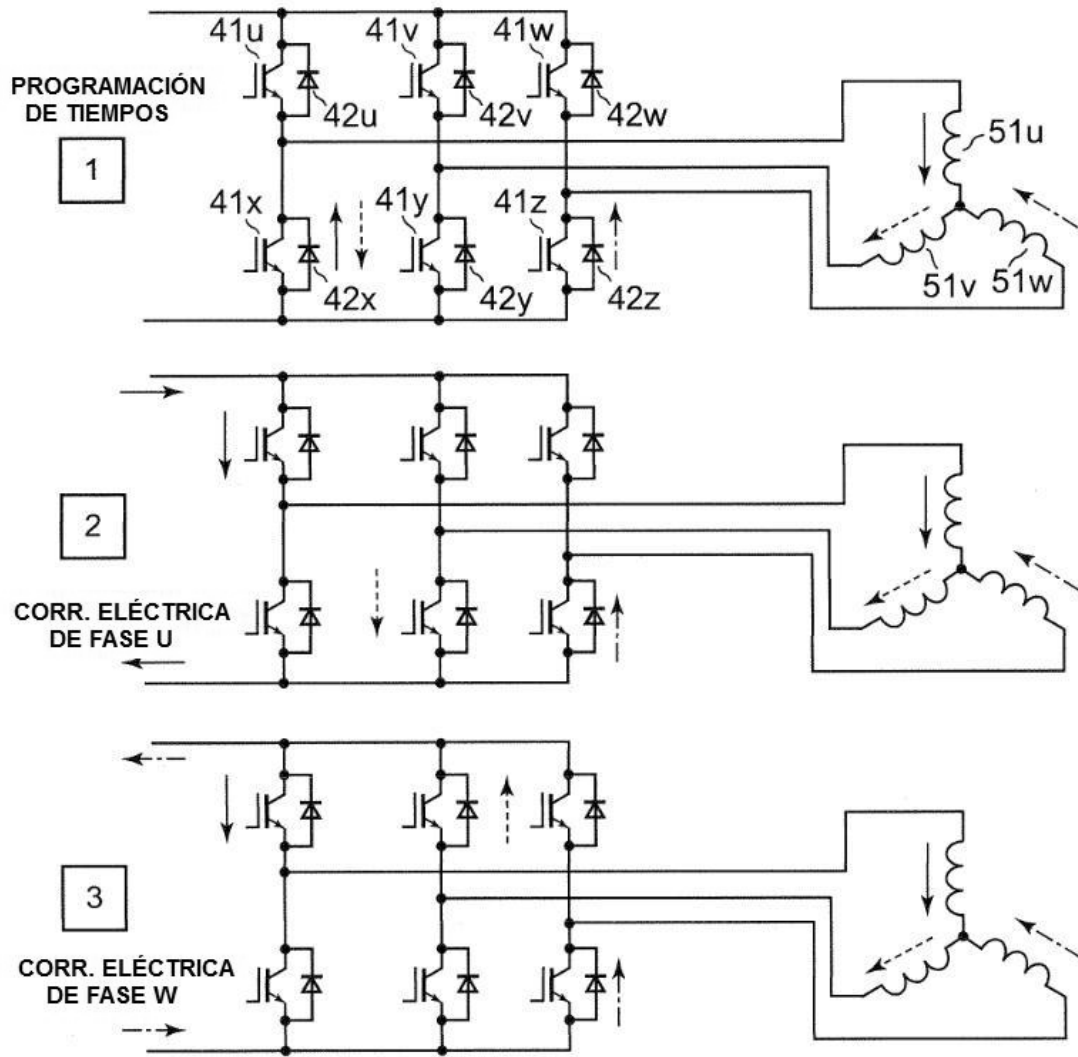 41u
41v
41w
PROGRAMACIÓN
DE TIEMPOS
42u
42v
42w
51u
1
41x
41y
41z
42x
42y
42z
51v
51w
2
CORR. ELÉCTRICA
DE FASE U
3
CORR. ELÉCTRICA
DE FASE W